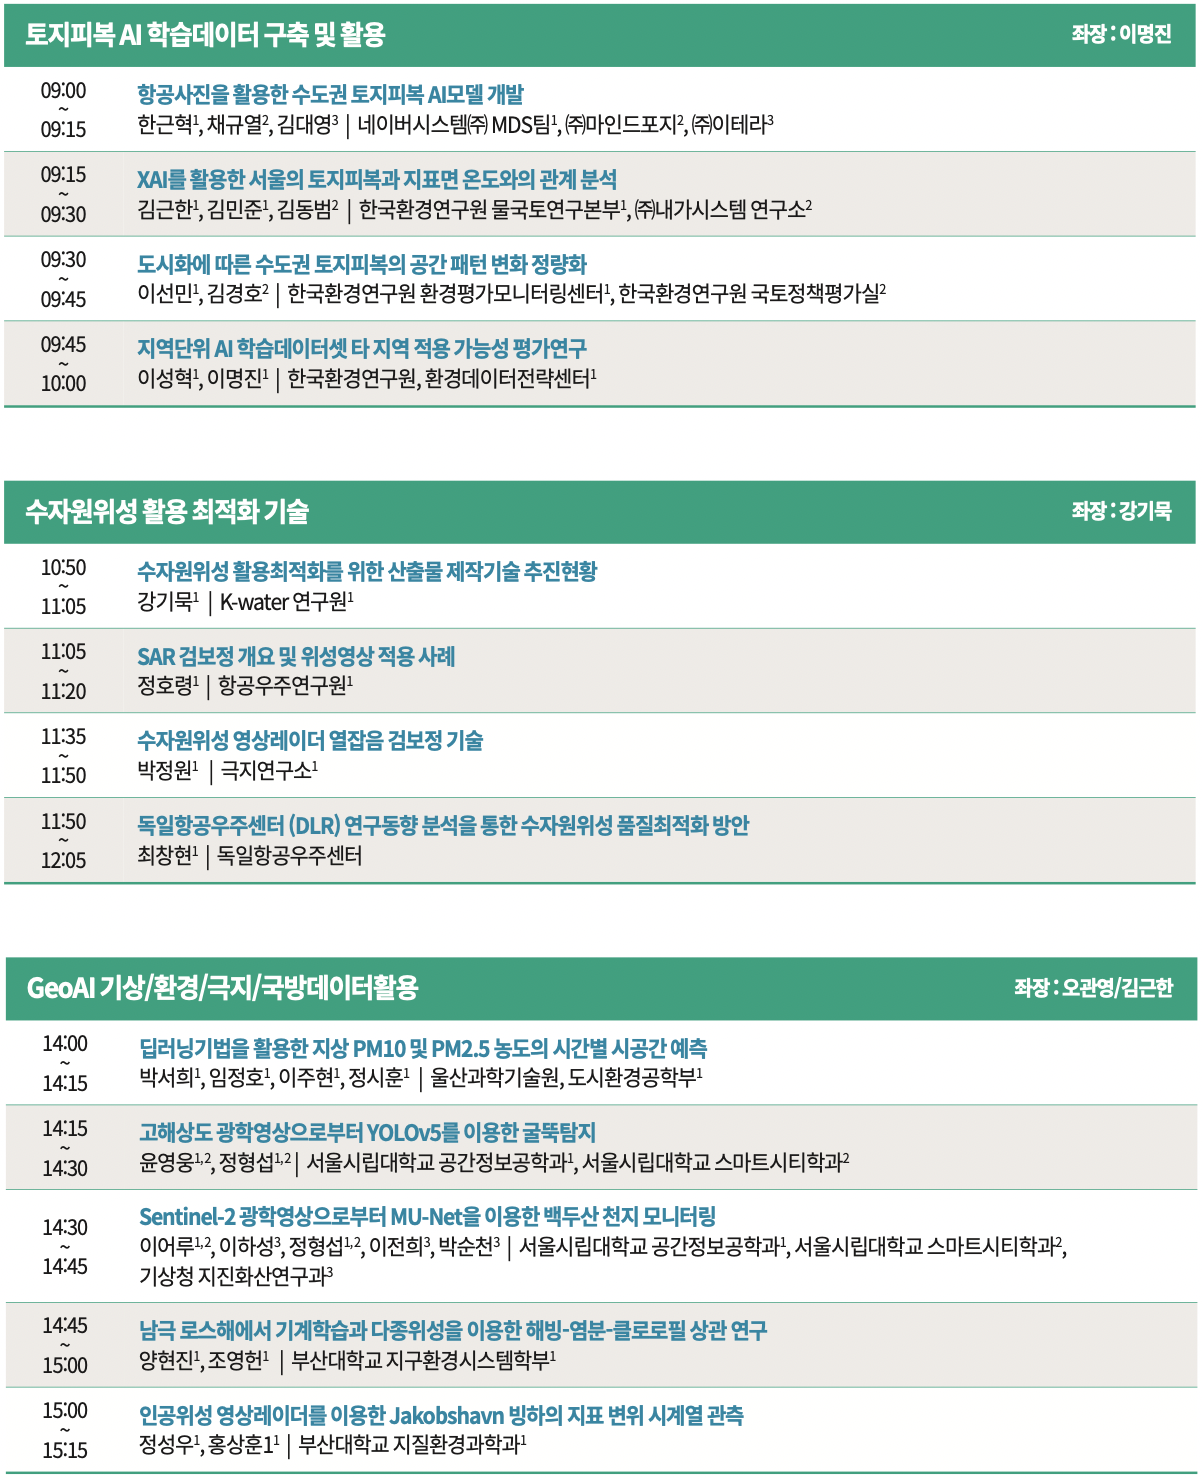 토지피복 AI 학습데이터 구축 및 활용 좌장 : 이명진
09:00
~
09:15
항공사진을 활용한 수도권 토지피복 AI모델 개발
한근혁¹, 채규열², 김대영³ | 네이버시스템㈜ MDS팀¹, ㈜마인드포지², ㈜이테라³
09:15
~
09:30
XAI를 활용한 서울의 토지피복과 지표면 온도와의 관계 분석
김근한¹, 김민준¹, 김동범² | 한국환경연구원 물국토연구본부¹, ㈜내가시스템 연구소²
09:30
~
09:45
도시화에 따른 수도권 토지피복의 공간 패턴 변화 정량화
이선민¹, 김경호² | 한국환경연구원 환경평가모니터링센터¹, 한국환경연구원 국토정책평가실²
09:45
~
10:00
지역단위 AI 학습데이터셋 타 지역 적용 가능성 평가연구
이성혁¹, 이명진¹ | 한국환경연구원, 환경데이터전략센터¹
수자원위성 활용 최적화 기술 좌장 : 강기묵
10:50
~
11:05
수자원위성 활용최적화를 위한 산출물 제작기술 추진현황
강기묵¹ | K-water 연구원¹
11:05
~
11:20
SAR 검보정 개요 및 위성영상 적용 사례
정호령¹ | 항공우주연구원¹
11:35
~
11:50
수자원위성 영상레이더 열잡음 검보정 기술
박정원¹ | 극지연구소¹
11:50
~
12:05
독일항공우주센터 (DLR) 연구동향 분석을 통한 수자원위성 품질최적화 방안
최창현¹ | 독일항공우주센터
GeoAI 기상/환경/극지/국방데이터활용 좌장 : 오관영/김근한
14:00
~
14:15
딥러닝기법을 활용한 지상 PM10 및 PM2.5 농도의 시간별 시공간 예측
박서희¹, 임정호¹, 이주현¹, 정시훈¹ | 울산과학기술원, 도시환경공학부¹
14:15
~
14:30
고해상도 광학영상으로부터 YOLOv5를 이용한 굴뚝탐지
윤영웅¹,², 정형섭¹,² | 서울시립대학교 공간정보공학과¹, 서울시립대학교 스마트시티학과²
14:30
~
14:45
Sentinel-2 광학영상으로부터 MU-Net을 이용한 백두산 천지 모니터링
이어루¹,², 이하성³, 정형섭¹,², 이전희³, 박순천³ | 서울시립대학교 공간정보공학과¹, 서울시립대학교 스마트시티학과²,
기상청 지진화산연구과³
14:45
~
15:00
남극 로스해에서 기계학습과 다종위성을 이용한 해빙-염분-클로로필 상관 연구
양현진¹, 조영헌¹ | 부산대학교 지구환경시스템학부¹
15:00
~
15:15
인공위성 영상레이더를 이용한 Jakobshavn 빙하의 지표 변위 시계열 관측
정성우¹, 홍상훈1¹ | 부산대학교 지질환경과학과¹